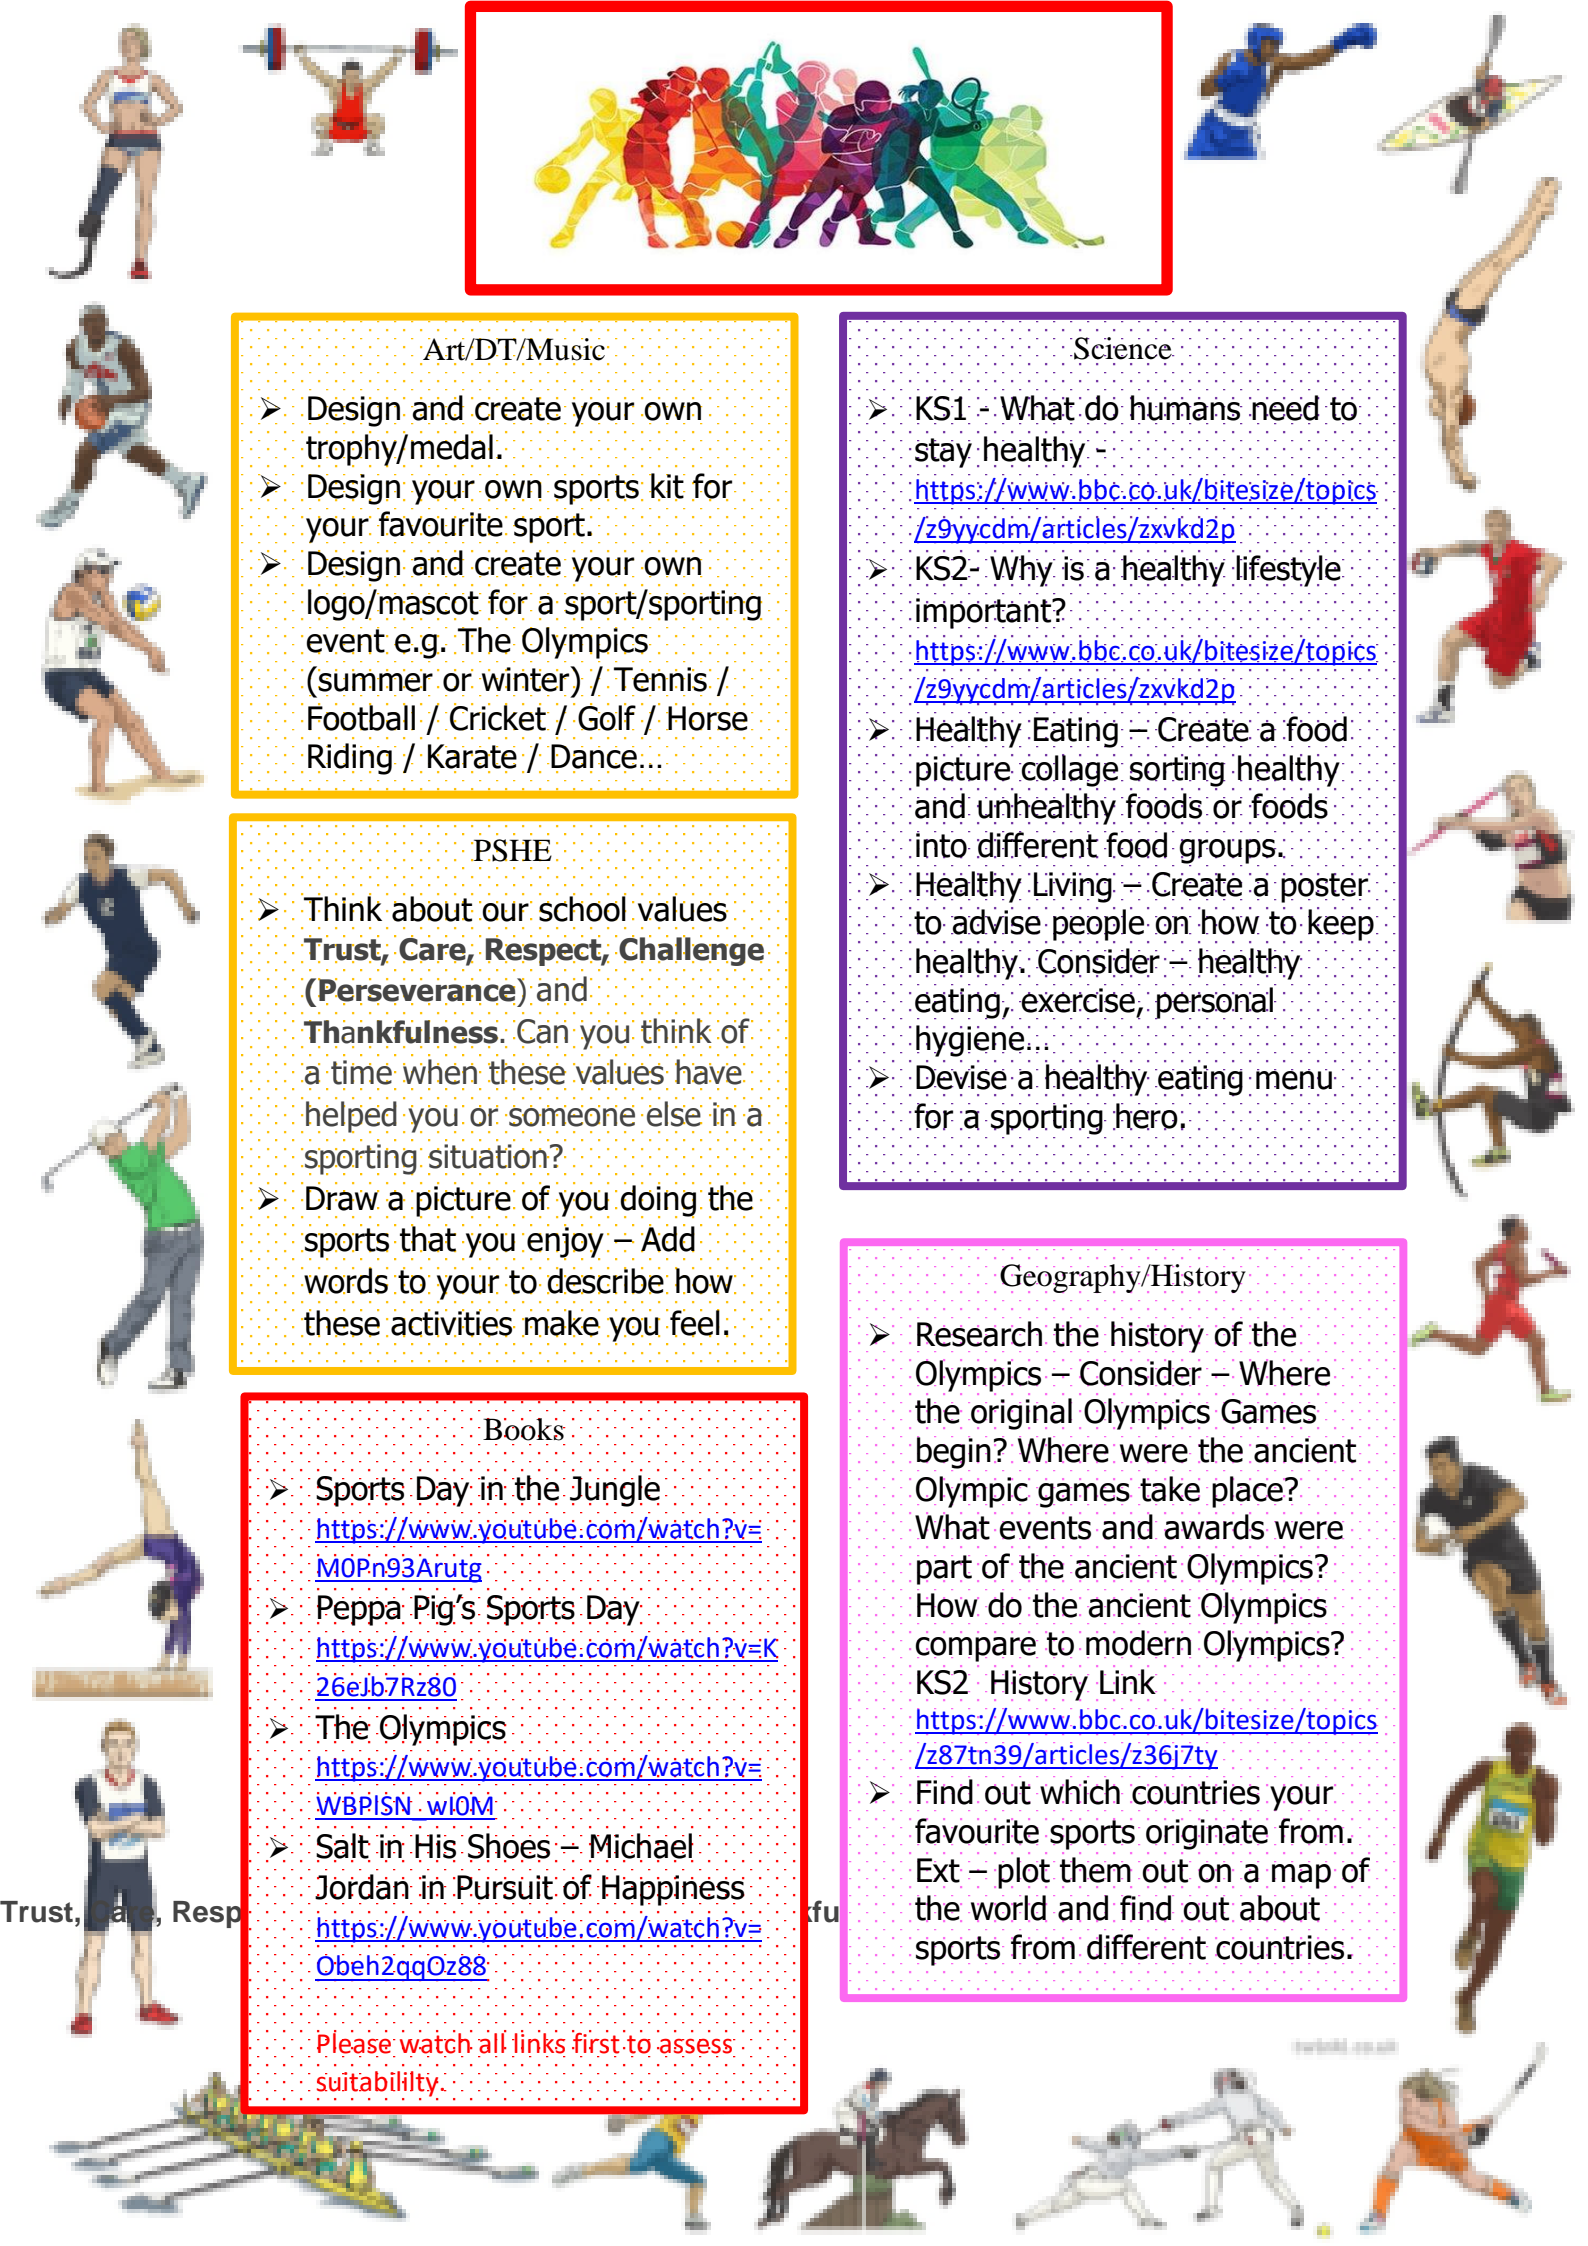 Art/DT/Music
➢ Design and create your own
trophy/medal.
➢ Design your own sports kit for
your favourite sport.
➢ Design and create your own
logo/mascot for a sport/sporting
event e.g. The Olympics
(summer or winter) / Tennis /
Football / Cricket / Golf / Horse
Riding / Karate / Dance...
PSHE
➢ Think about our school values
Trust, Care, Respect, Challenge
(Perseverance) and
Thankfulness. Can you think of
a time when these values have
helped you or someone else in a
sporting situation?
➢ Draw a picture of you doing the
sports that you enjoy – Add
words to your to describe how
these activities make you feel.
Books
➢ Sports Day in the Jungle
https://www.youtube.com/watch?v=
M0Pn93Arutg
➢ Peppa Pig's Sports Day
https://www.youtube.com/watch?v=K
26eJb7Rz80
➢ The Olympics
https://www.youtube.com/watch?v=
WBPlSN_wI0M
➢ Salt in His Shoes – Michael
Jordan in Pursuit of Happiness
https://www.youtube.com/watch?v=
Obeh2qqOz88
Please watch all links first to assess
suitabililty.
Science
➢ KS1 - What do humans need to
stay healthy -
https://www.bbc.co.uk/bitesize/topics
/z9yycdm/articles/zxvkd2p
➢ KS2- Why is a healthy lifestyle
important?
https://www.bbc.co.uk/bitesize/topics
/z9yycdm/articles/zxvkd2p
➢ Healthy Eating – Create a food
picture collage sorting healthy
and unhealthy foods or foods
into different food groups.
➢ Healthy Living – Create a poster
to advise people on how to keep
healthy. Consider – healthy
eating, exercise, personal
hygiene...
➢ Devise a healthy eating menu
for a sporting hero.
Geography/History
➢ Research the history of the
Olympics – Consider – Where
the original Olympics Games
begin? Where were the ancient
Olympic games take place?
What events and awards were
part of the ancient Olympics?
How do the ancient Olympics
compare to modern Olympics?
KS2 History Link
https://www.bbc.co.uk/bitesize/topics
/z87tn39/articles/z36j7ty
➢ Find out which countries your
favourite sports originate from.
Ext – plot them out on a map of
the world and find out about
sports from different countries.
Trust, Care, Resp